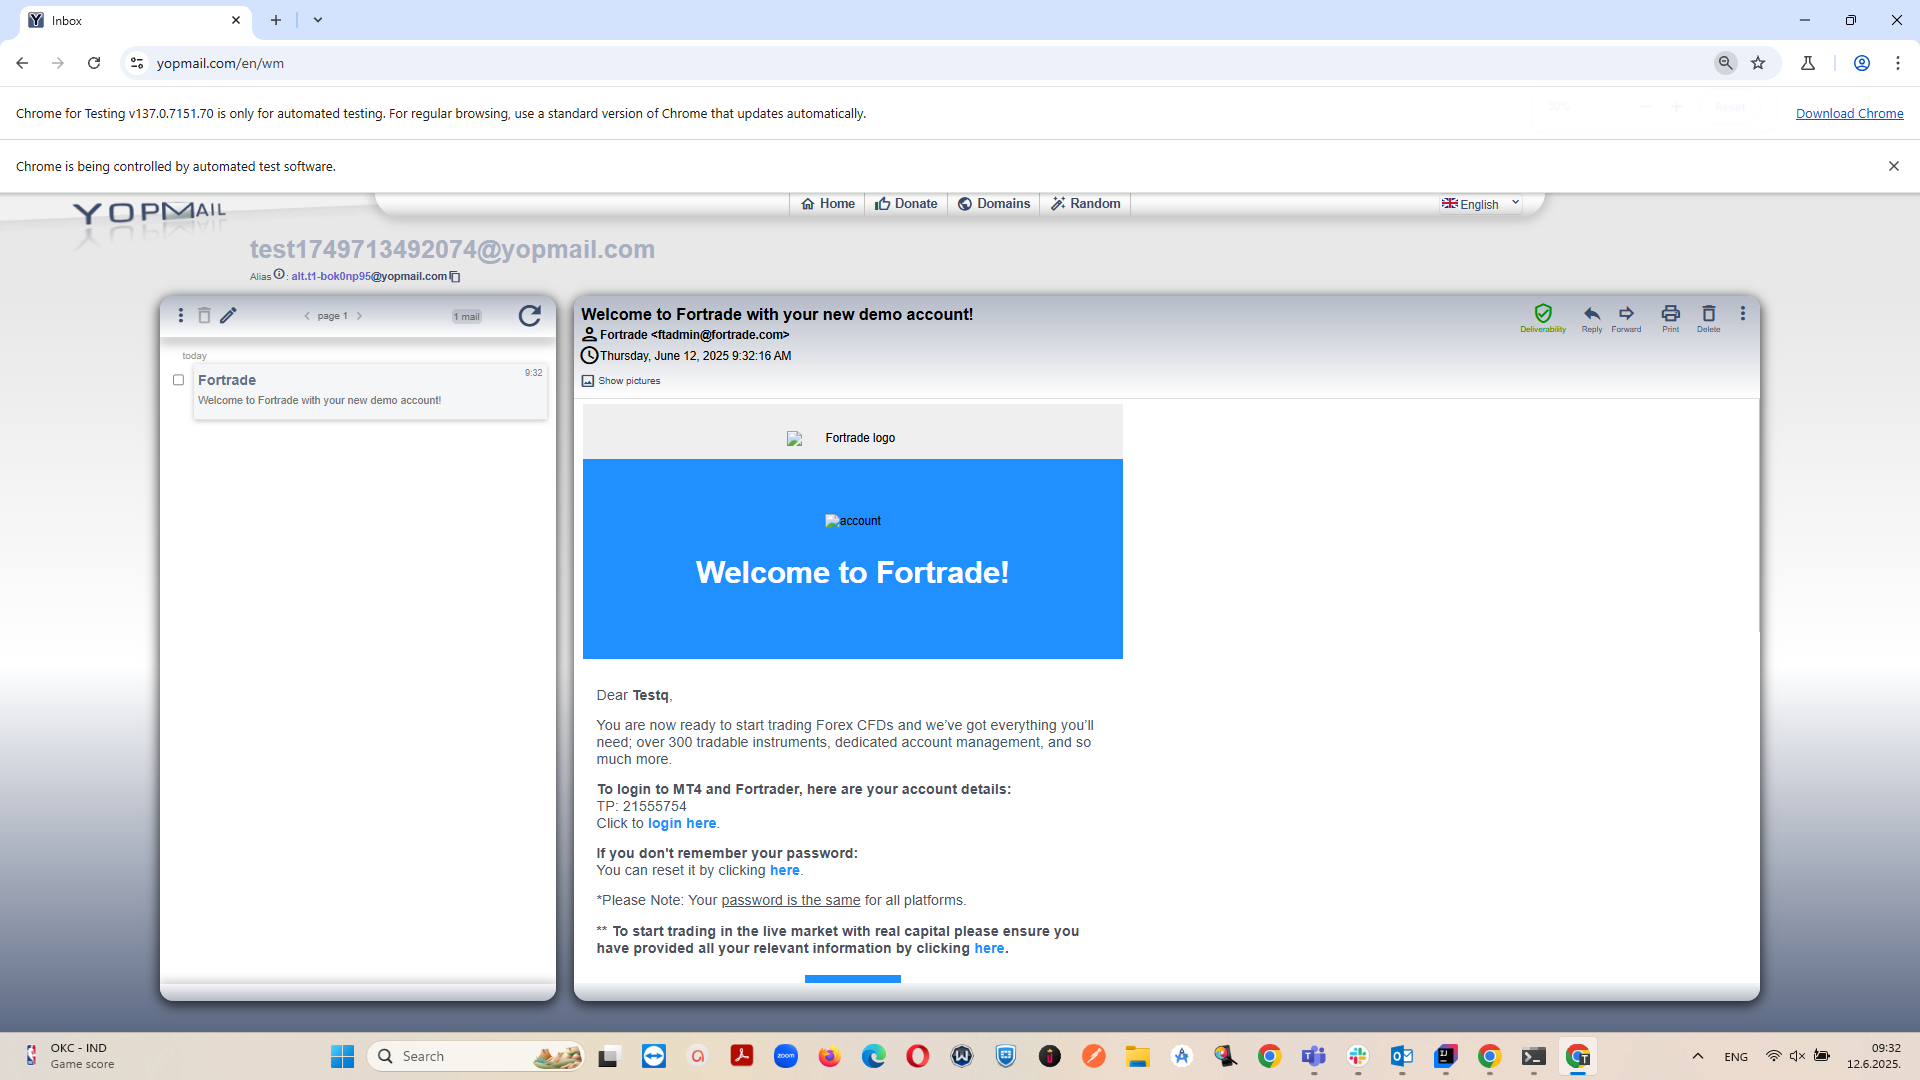 Inbox
yopmail.com/en/wm
Chrome for Testing v137.0.7151.70 is only for automated testing. For regular browsing, use a standard version of Chrome that updates automatically.
Download Chrome
Chrome is being controlled by automated test software.
YOPMAIL
Home
Donate
Domains
Random
English
test1749713492074@yopmail.com
Alias : alt.t1-bok0np95@yopmail.com
page 1
1 mail
today
Fortrade
9:32
Welcome to Fortrade with your new demo account!
Welcome to Fortrade with your new demo account!
Fortrade <ftadmin@fortrade.com>
Thursday, June 12, 2025 9:32:16 AM
Show pictures
Deliverability
Reply
Forward
Print
Delete
Fortrade logo
account
Welcome to Fortrade!
Dear Testq,
You are now ready to start trading Forex CFDs and we've got everything you'll
need; over 300 tradable instruments, dedicated account management, and so
much more.
To login to MT4 and Fortrader, here are your account details:
TP: 21555754
Click to login here.
If you don't remember your password:
You can reset it by clicking here.
*Please Note: Your password is the same for all platforms.
** To start trading in the live market with real capital please ensure you
have provided all your relevant information by clicking here.
OKC - IND
Game score
Search
zoom
ENG
09:32
12.6.2025.